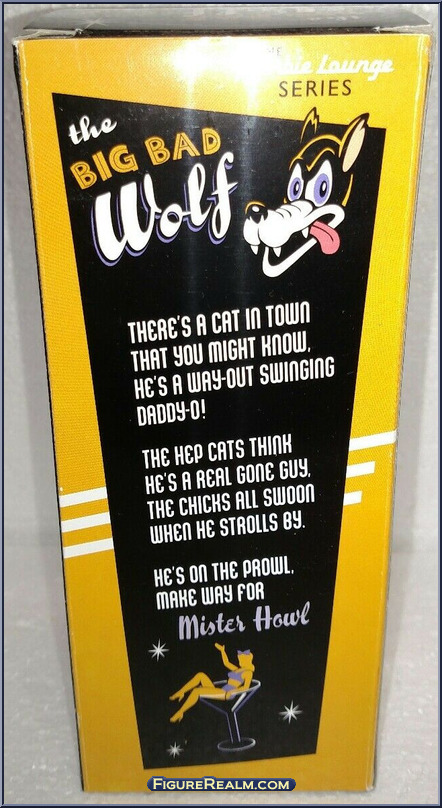 Lounge
SERIES
the
BIG BAD
Wolf
THERE'S A CAT IN TOWN
THAT YOU MIGHT KNOW,
HE'S A WAY-OUT SWINGING
DADDY-O!
THE HEP CATS THINK
HE'S A REAL GONE GUY,
THE CHICKS ALL SWOON
WHEN HE STROLLS BY.
HE'S ON THE PROWL,
MAKE WAY FOR
Mister Howl
FIGUREREALM.COM